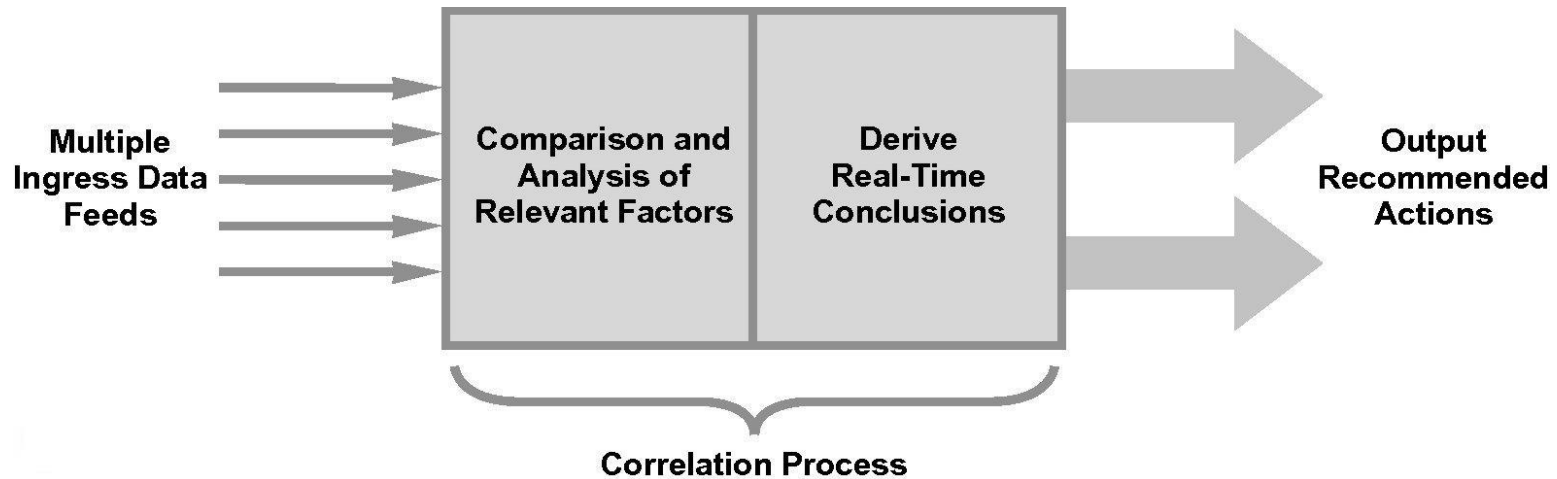 Multiple
Ingress Data
Feeds
Comparison and
Analysis of
Relevant Factors
Derive
Real-Time
Conclusions
Output
Recommended
Actions
Correlation Process